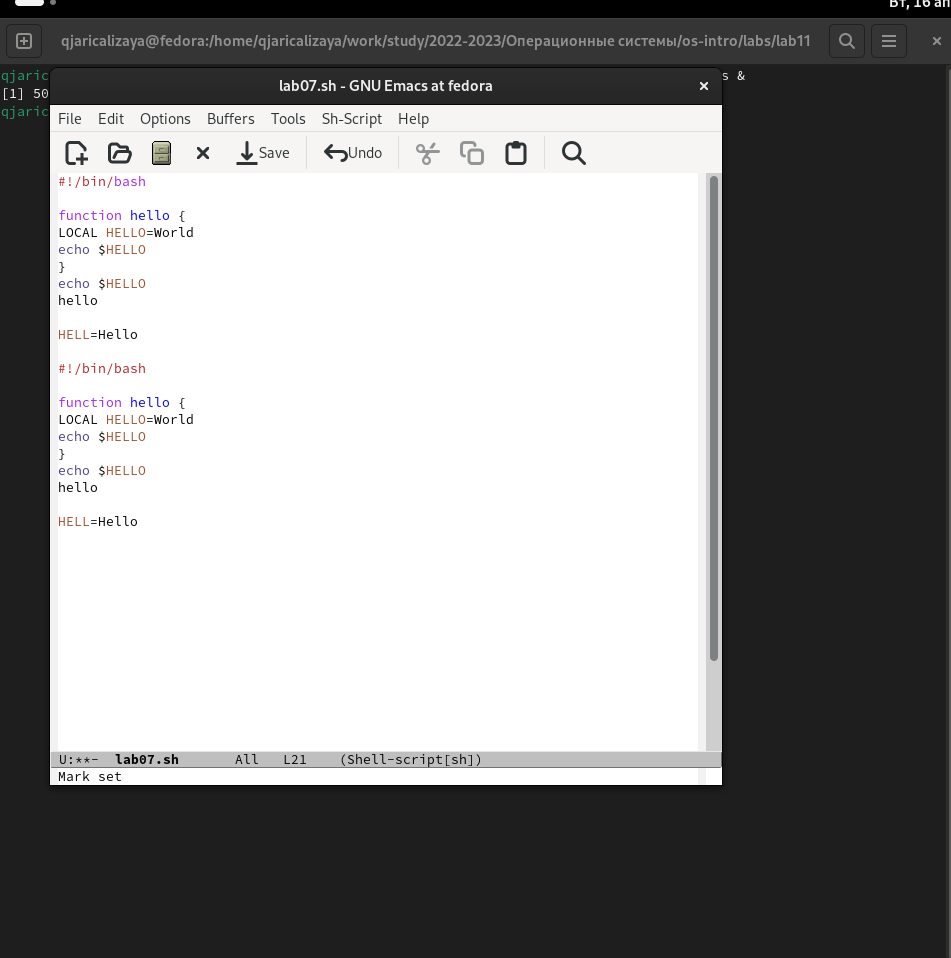 Вт, 16 ап
qjaricalizaya@fedora:/home/qjaricalizaya/work/study/2022-2023/Операционные системы/os-intro/labs/lab11
qjaric
s &
[1] 50
qjaric
lab07.sh - GNU Emacs at fedora
File Edit Options Buffers Tools Sh-Script Help
Save Undo
#!/bin/bash
function hello {
LOCAL HELLO=World
echo $HELLO
}
echo $HELLO
hello
HELL=Hello
#!/bin/bash
function hello {
LOCAL HELLO=World
echo $HELLO
}
echo $HELLO
hello
HELL=Hello
U:**- lab07.sh All L21 (Shell-script[sh])
Mark set